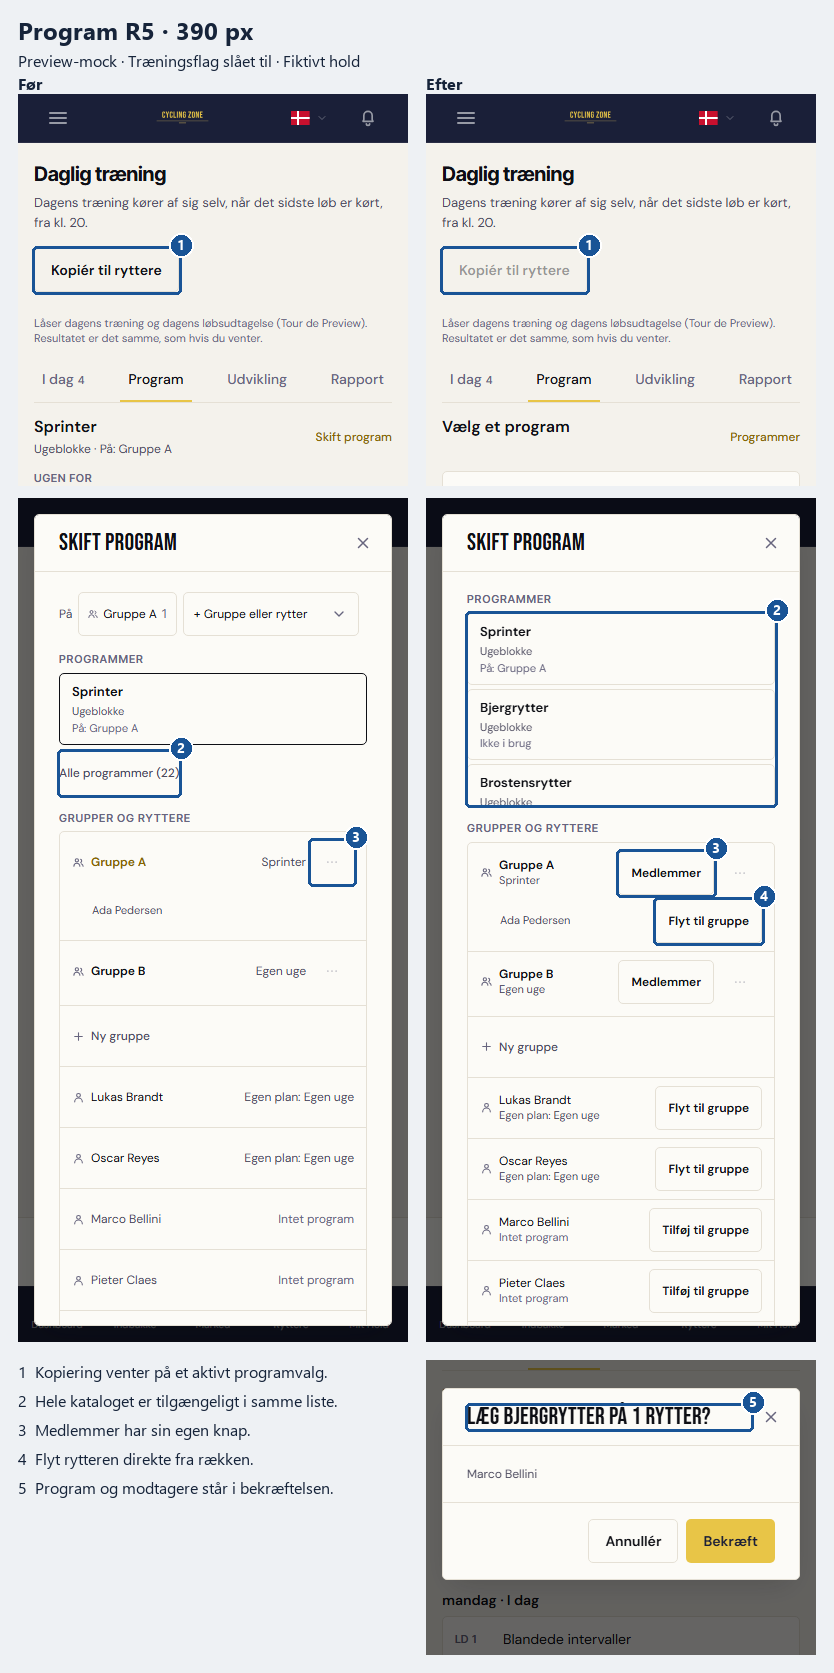 Program R5 · 390 px
Preview-mock · Træningsflag slået til · Fiktivt hold
Før
CYCLING ZONE
Daglig træning
Dagens træning kører af sig selv, når det sidste løb er kørt,
fra kl. 20.
1
Kopiér til ryttere
Låser dagens træning og dagens løbsudtagelse (Tour de Preview).
Resultatet er det samme, som hvis du venter.
I dag 4 Program Udvikling Rapport
Sprinter
Ugeblokke · På: Gruppe A
Skift program
UGEN FOR
Efter
CYCLING ZONE
Daglig træning
Dagens træning kører af sig selv, når det sidste løb er kørt,
fra kl. 20.
1
Kopiér til ryttere
Låser dagens træning og dagens løbsudtagelse (Tour de Preview).
Resultatet er det samme, som hvis du venter.
I dag 4 Program Udvikling Rapport
Vælg et program
Programmer
SKIFT PROGRAM
På Gruppe A 1 + Gruppe eller rytter
PROGRAMMER
Sprinter
Ugeblokke
På: Gruppe A
2
Alle programmer (22)
GRUPPER OG RYTTERE
3
Gruppe A Sprinter ...
Ada Pedersen
Gruppe B Egen uge ...
+ Ny gruppe
Lukas Brandt Egen plan: Egen uge
Oscar Reyes Egen plan: Egen uge
Marco Bellini Intet program
Pieter Claes Intet program
SKIFT PROGRAM
PROGRAMMER
2
Sprinter
Ugeblokke
På: Gruppe A
Bjergrytter
Ugeblokke
Ikke i brug
Brostensrytter
Ugeblokke
GRUPPER OG RYTTERE
3
Gruppe A
Sprinter
Medlemmer ...
4
Ada Pedersen Flyt til gruppe
Gruppe B
Egen uge
Medlemmer ...
+ Ny gruppe
Lukas Brandt
Egen plan: Egen uge
Flyt til gruppe
Oscar Reyes
Egen plan: Egen uge
Flyt til gruppe
Marco Bellini
Intet program
Tilføj til gruppe
Pieter Claes
Intet program
Tilføj til gruppe
1 Kopiering venter på et aktivt programvalg.
2 Hele kataloget er tilgængeligt i samme liste.
3 Medlemmer har sin egen knap.
4 Flyt rytteren direkte fra rækken.
5 Program og modtagere står i bekræftelsen.
5
LÆG BJERGRYTTER PÅ 1 RYTTER?
Marco Bellini
Annullér Bekræft
mandag · I dag
LD 1 Blandede intervaller